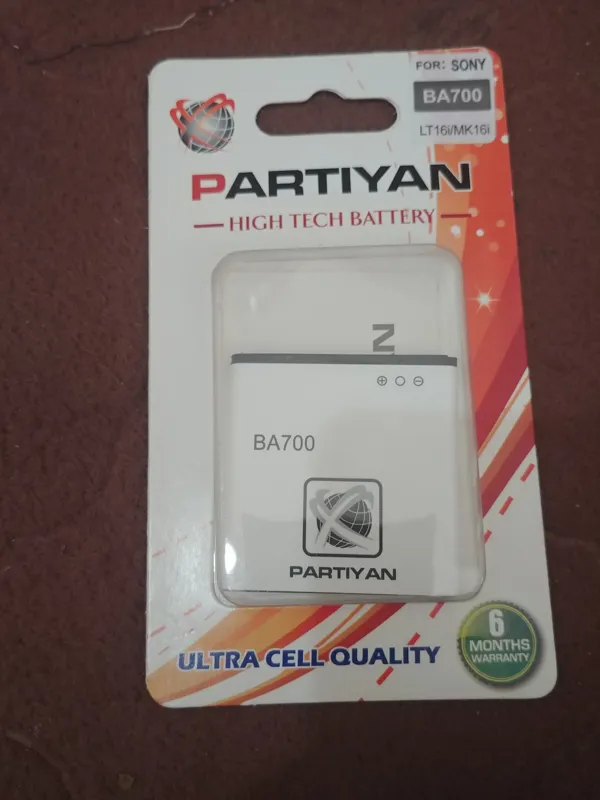 FOR: SONY
BA700
LT16i/MK16i
PARTIYAN
HIGH TECH BATTERY
N
BA700
PARTIYAN
ULTRA CELL QUALITY
6
MONTHS
WARRANTY